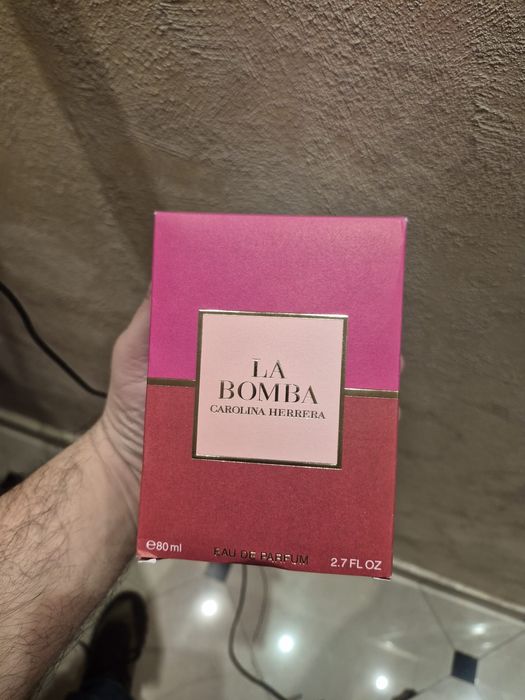 LA
BOMBA
CAROLINA HERRERA
℮80 ml
EAU DE PARFUM
2.7 FL OZ